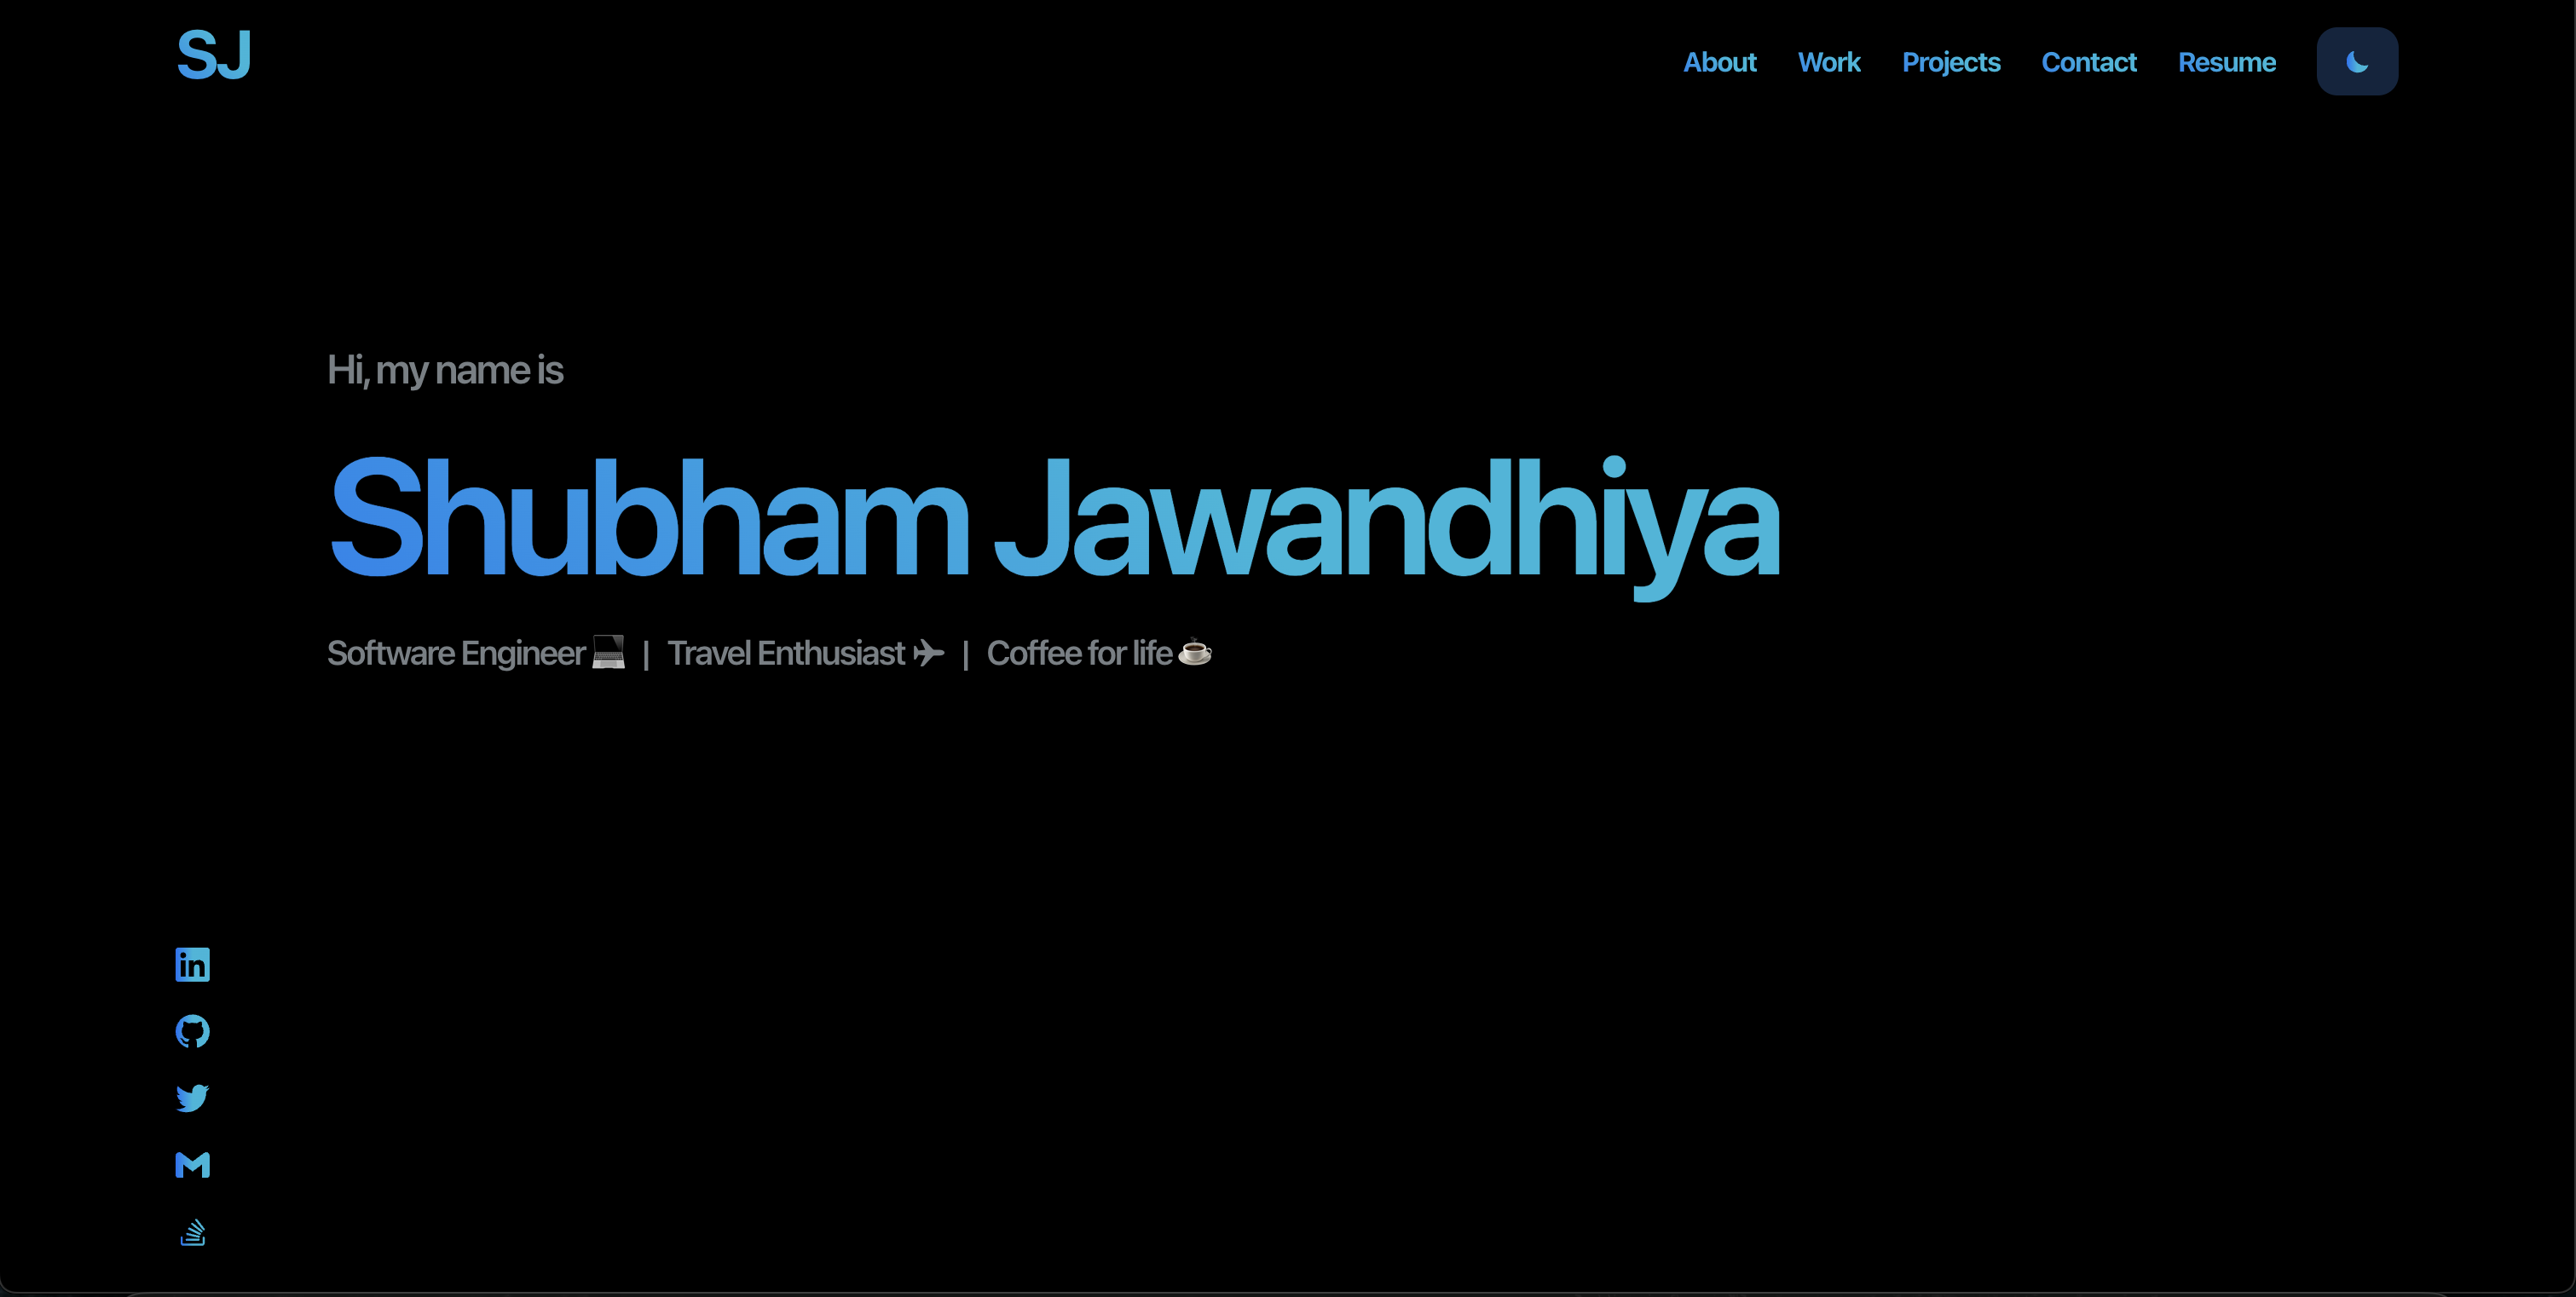 SJ
About Work Projects Contact Resume
Hi, my name is
Shubham Jawandhiya
Software Engineer 💻 | Travel Enthusiast ✈ | Coffee for life ☕
in